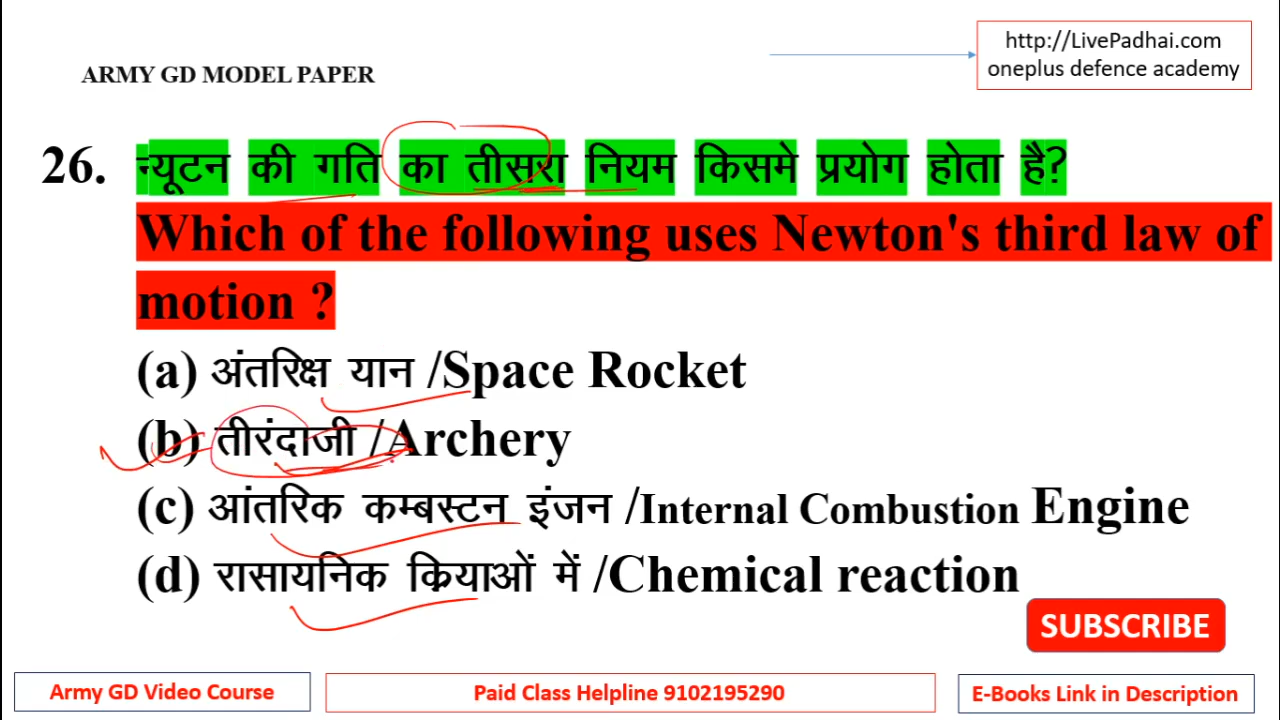 http://LivePadhai.com
oneplus defence academy
ARMY GD MODEL PAPER
26. न्यूटन की गति का तीसरा नियम किसमे प्रयोग होता है?
Which of the following uses Newton's third law of
motion ?
(a) अंतरिक्ष यान /Space Rocket
(b) तीरंदाजी /Archery
(c) आंतरिक कम्बस्टन इंजन /Internal Combustion Engine
(d) रासायनिक क्रियाओं में /Chemical reaction
SUBSCRIBE
Army GD Video Course
Paid Class Helpline 9102195290
E-Books Link in Description